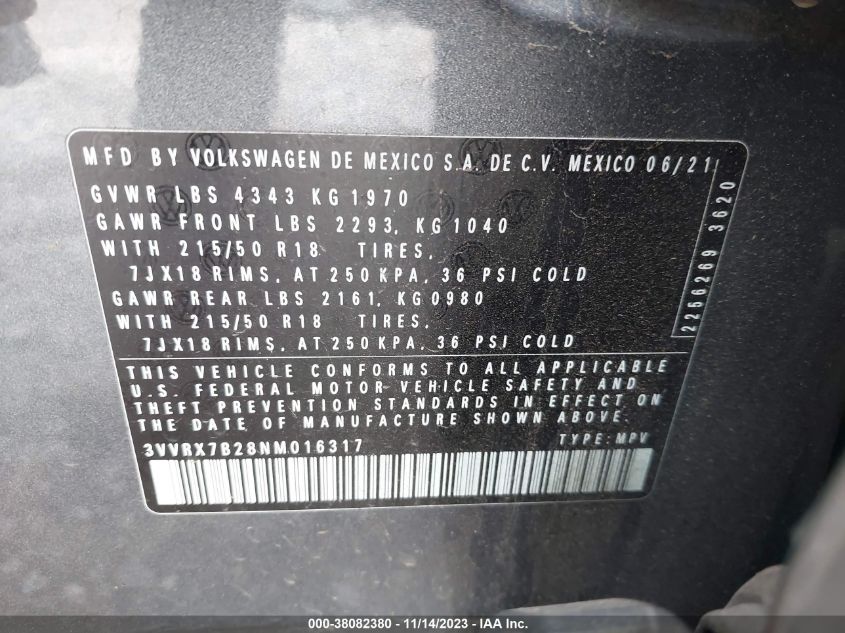 MFD BY VOLKSWAGEN DE MEXICO S.A. DE C.V. MEXICO 06/21
GVWR LBS 4343 KG 1970
GAWR FRONT LBS 2293, KG 1040
WITH 215/50 R18 TIRES,
7JX18 RIMS, AT 250 KPA, 36 PSI COLD
GAWR REAR LBS 2161, KG 0980
WITH 215/50 R18 TIRES,
7JX18 RIMS, AT 250 KPA, 36 PSI COLD
2256269 3620
THIS VEHICLE CONFORMS TO ALL APPLICABLE
U.S. FEDERAL MOTOR VEHICLE SAFETY AND
THEFT PREVENTION STANDARDS IN EFFECT ON
THE DATE OF MANUFACTURE SHOWN ABOVE.
3VVRX7B28NM016317 TYPE: MPV
000-38082380 - 11/14/2023 - © IAA Inc.